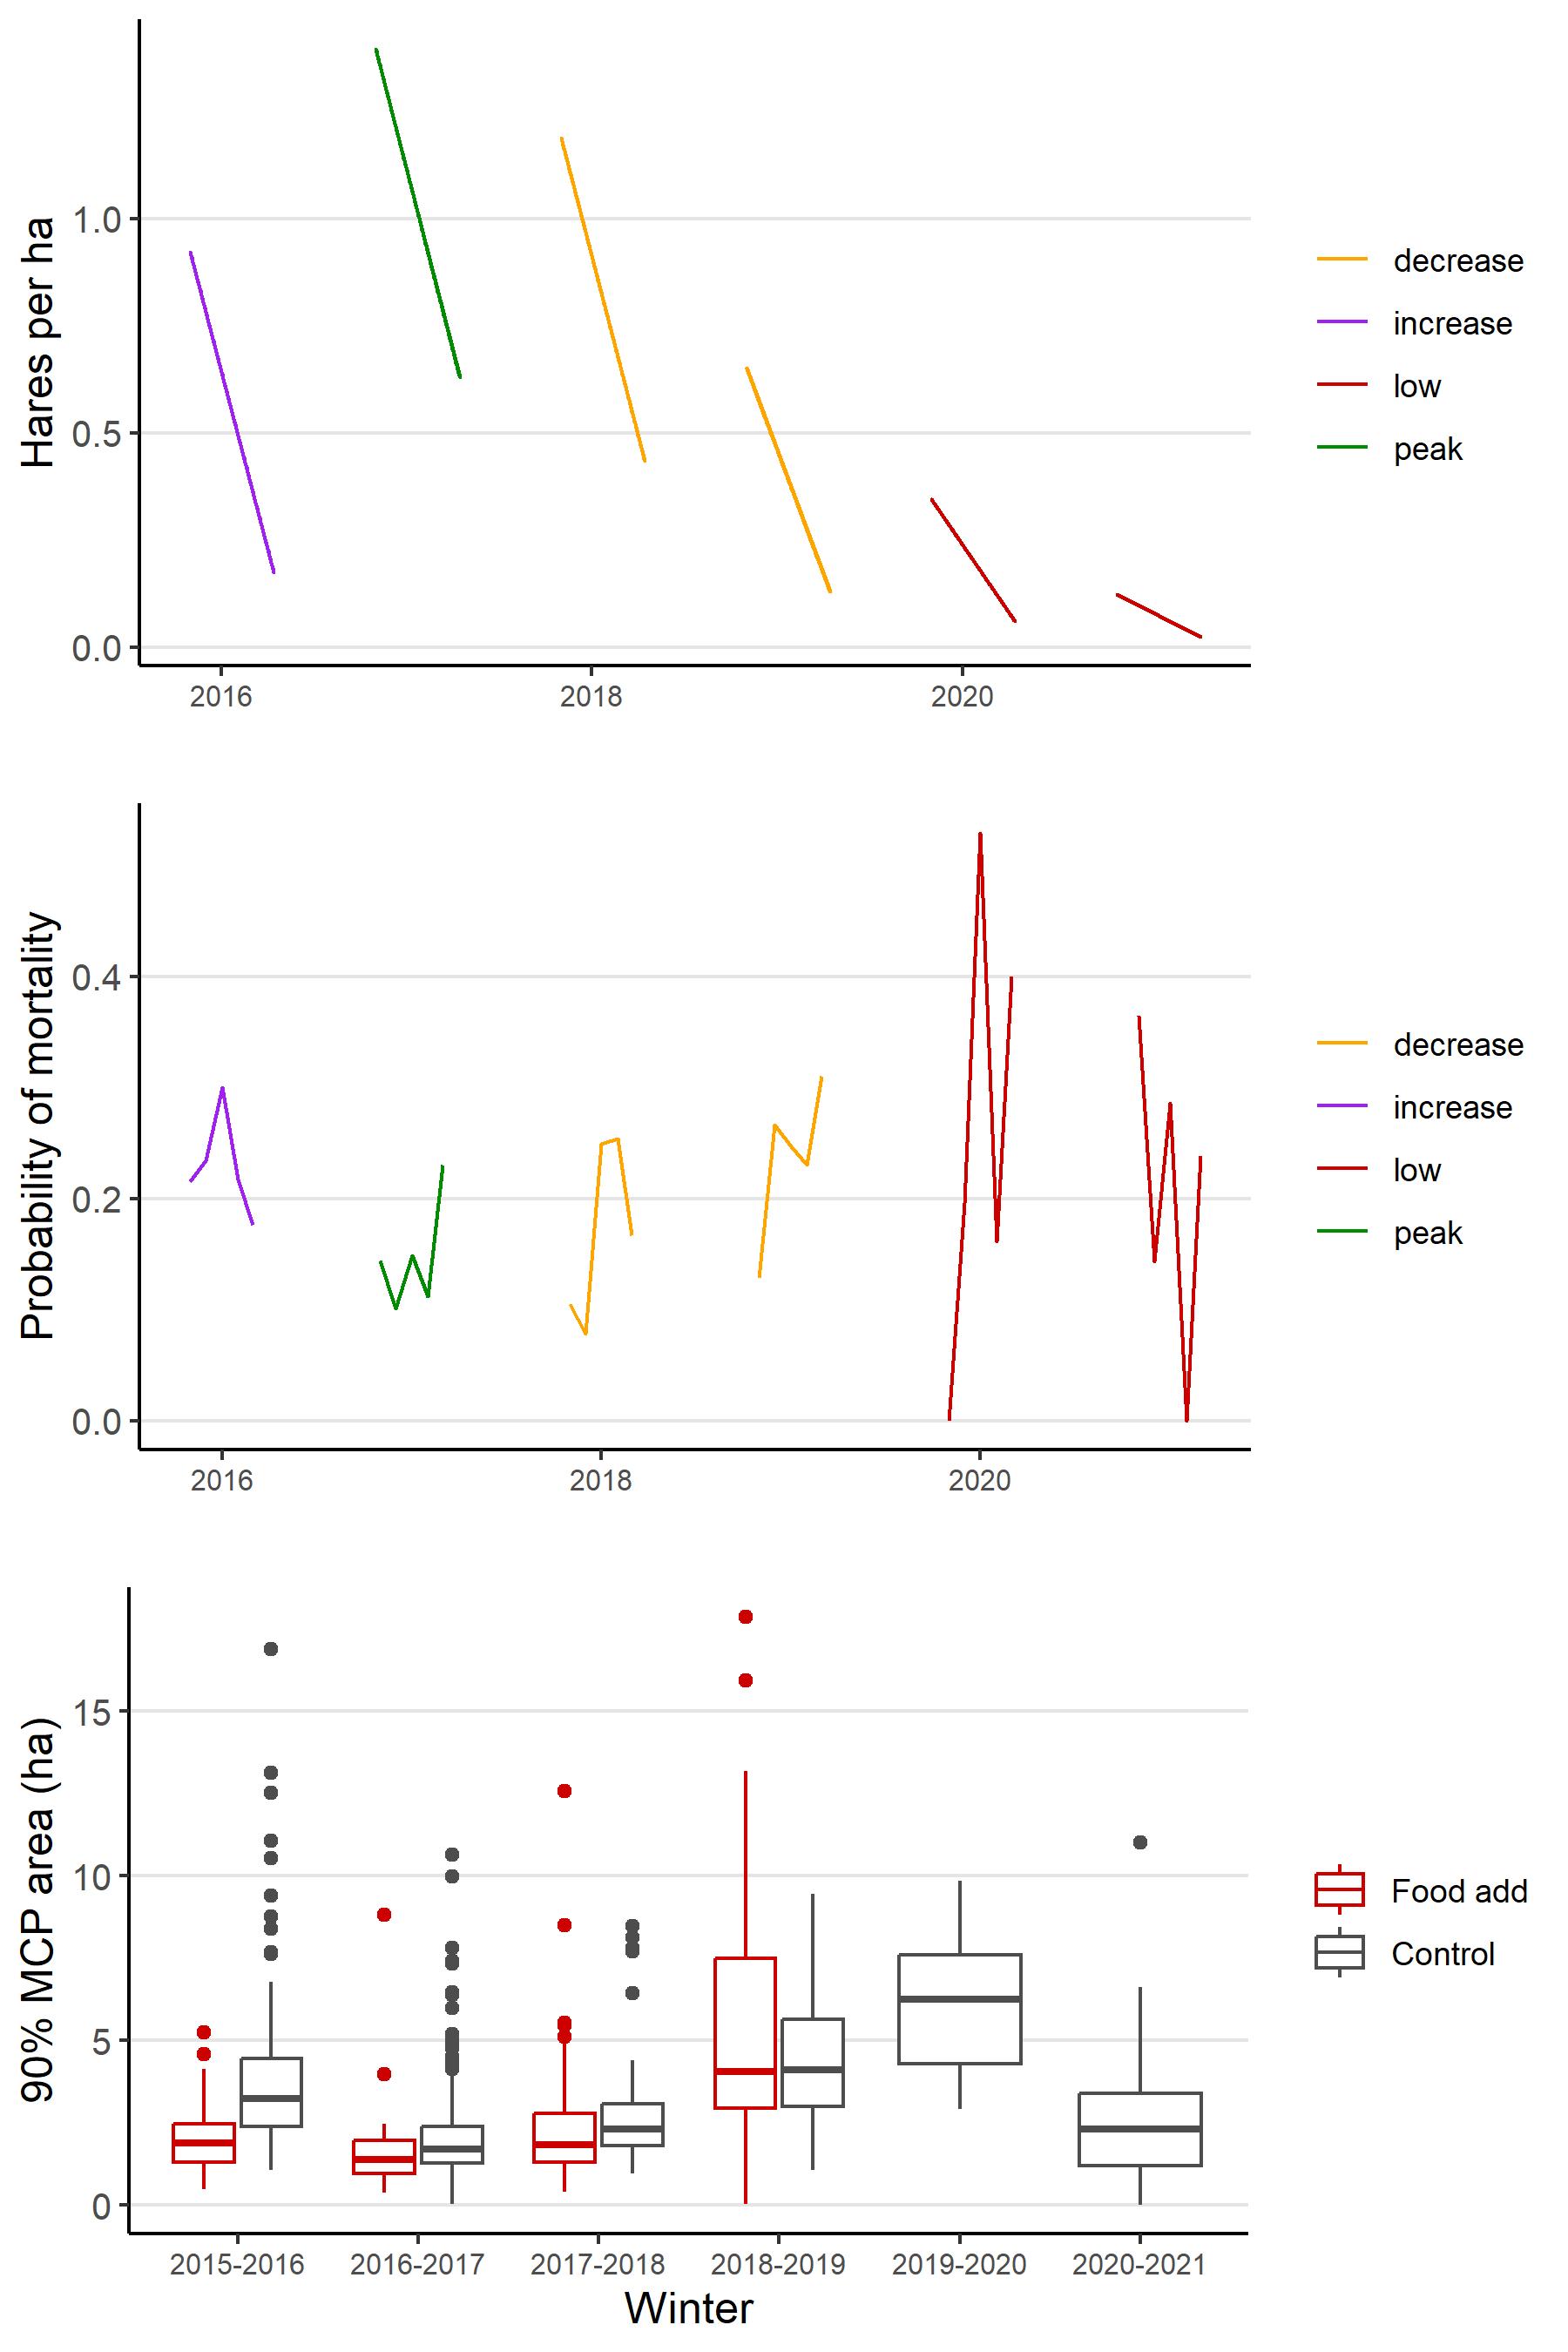 Hares per ha
1.0
0.5
0.0
2016 2018 2020
decrease
increase
low
peak
Probability of mortality
0.4
0.2
0.0
2016 2018 2020
decrease
increase
low
peak
90% MCP area (ha)
15
10
5
0
2015-2016 2016-2017 2017-2018 2018-2019 2019-2020 2020-2021
Winter
Food add
Control